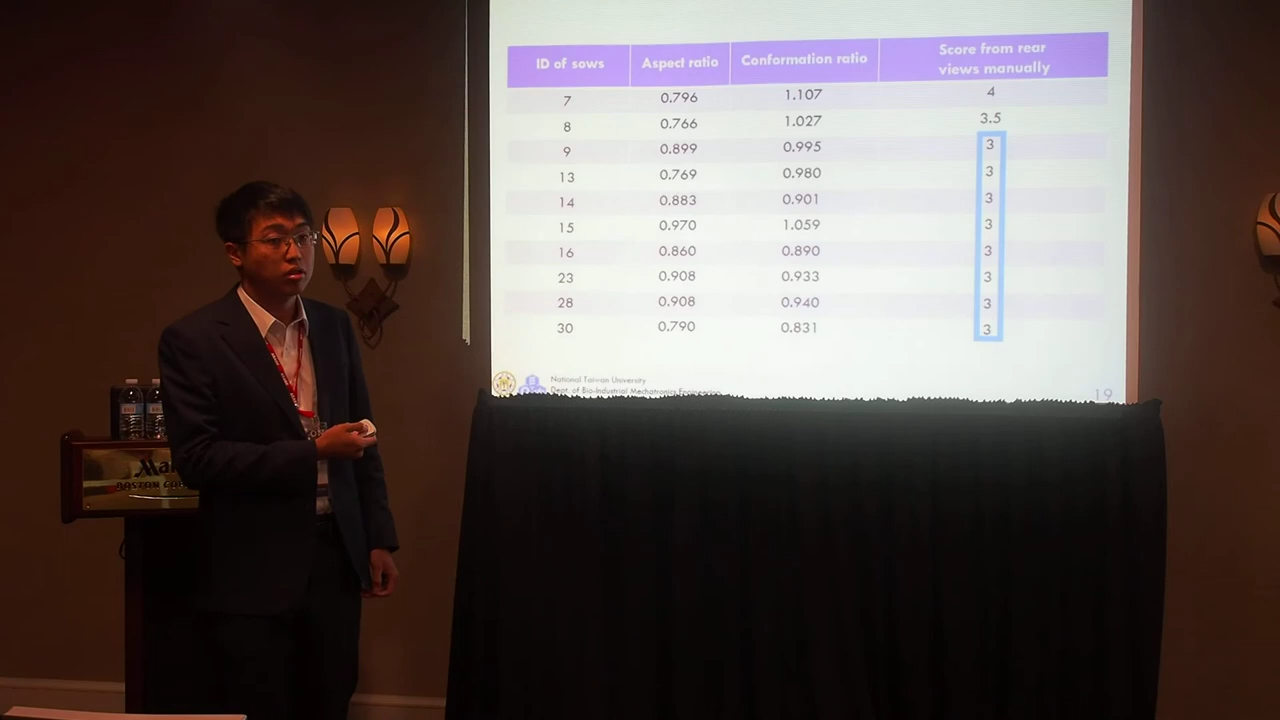 ID of sows Aspect ratio Conformation ratio Score from rear views manually
7 0.796 1.107 4
8 0.766 1.027 3.5
9 0.899 0.995 3
13 0.769 0.980 3
14 0.883 0.901 3
15 0.970 1.059 3
16 0.860 0.890 3
23 0.908 0.933 3
28 0.908 0.940 3
30 0.790 0.831 3
National Taiwan University
Dept. of Bio-Industrial Mechatronics Engineering
19
BOSTON